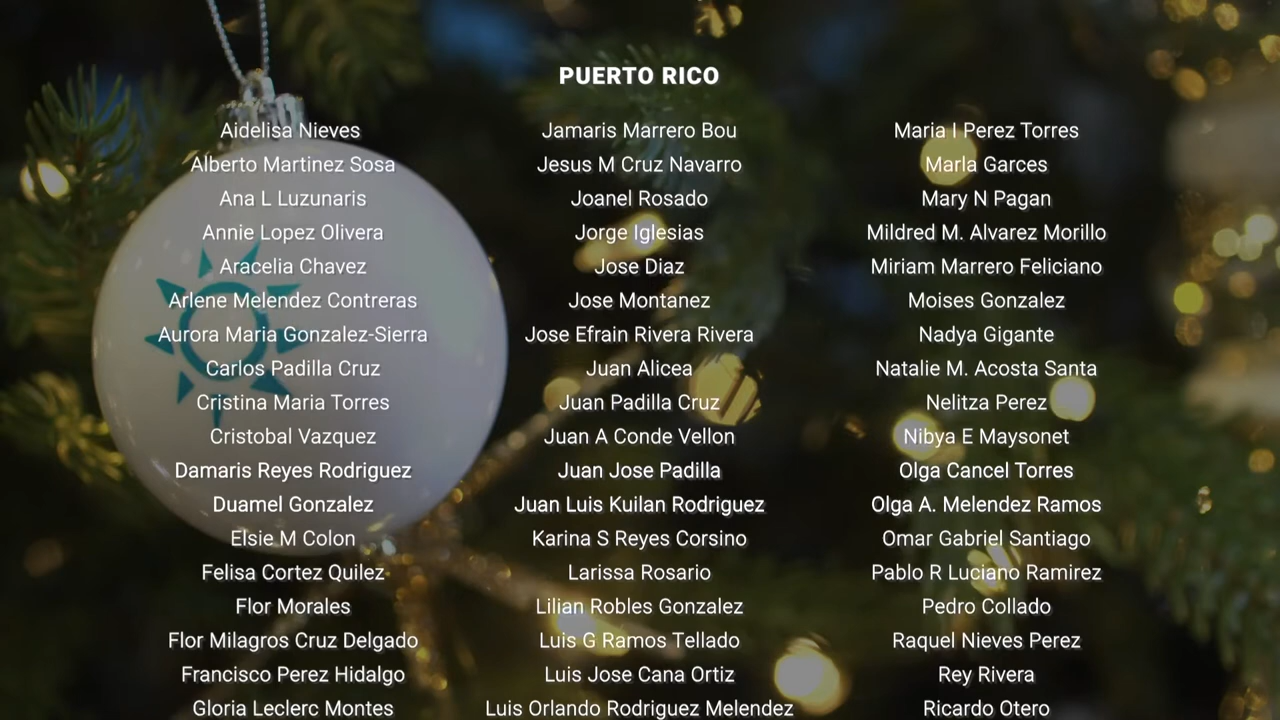 PUERTO RICO
Aidelisa Nieves
Alberto Martinez Sosa
Ana L Luzunaris
Annie Lopez Olivera
Aracelia Chavez
Arlene Melendez Contreras
Aurora Maria Gonzalez-Sierra
Carlos Padilla Cruz
Cristina Maria Torres
Cristobal Vazquez
Damaris Reyes Rodriguez
Duamel Gonzalez
Elsie M Colon
Felisa Cortez Quilez
Flor Morales
Flor Milagros Cruz Delgado
Francisco Perez Hidalgo
Gloria Leclerc Montes
Jamaris Marrero Bou
Jesus M Cruz Navarro
Joanel Rosado
Jorge Iglesias
Jose Diaz
Jose Montanez
Jose Efrain Rivera Rivera
Juan Alicea
Juan Padilla Cruz
Juan A Conde Vellon
Juan Jose Padilla
Juan Luis Kuilan Rodriguez
Karina S Reyes Corsino
Larissa Rosario
Lilian Robles Gonzalez
Luis G Ramos Tellado
Luis Jose Cana Ortiz
Luis Orlando Rodriguez Melendez
Maria I Perez Torres
Marla Garces
Mary N Pagan
Mildred M. Alvarez Morillo
Miriam Marrero Feliciano
Moises Gonzalez
Nadya Gigante
Natalie M. Acosta Santa
Nelitza Perez
Nibya E Maysonet
Olga Cancel Torres
Olga A. Melendez Ramos
Omar Gabriel Santiago
Pablo R Luciano Ramirez
Pedro Collado
Raquel Nieves Perez
Rey Rivera
Ricardo Otero